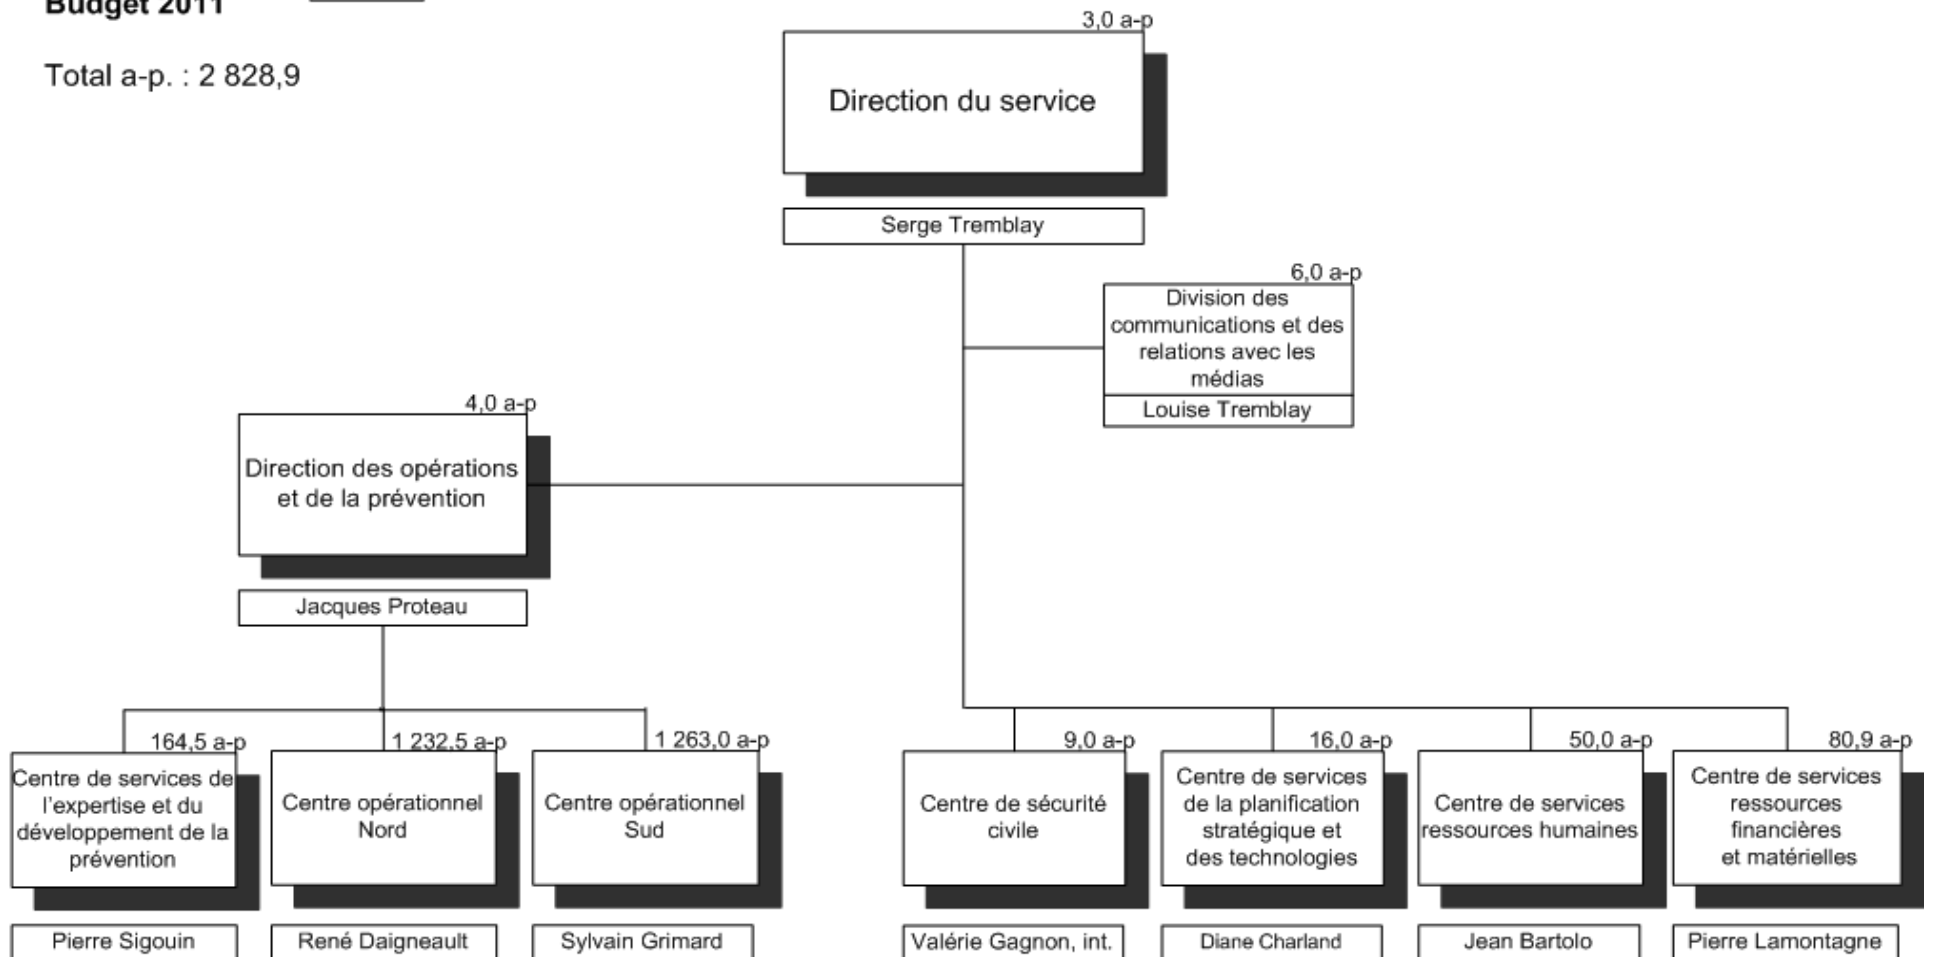 Budget 2011
Total a-p. : 2 828,9
3,0 a-p
Direction du service
Serge Tremblay
6,0 a-p
Division des
communications et des
relations avec les
médias
Louise Tremblay
4,0 a-p
Direction des opérations
et de la prévention
Jacques Proteau
164,5 a-p
Centre de services de
l'expertise et du
développement de la
prévention
Pierre Sigouin
1 232,5 a-p
Centre opérationnel
Nord
René Daigneault
1 263,0 a-p
Centre opérationnel
Sud
Sylvain Grimard
9,0 a-p
Centre de sécurité
civile
Valérie Gagnon, int.
16,0 a-p
Centre de services
de la planification
stratégique et
des technologies
Diane Charland
50,0 a-p
Centre de services
ressources humaines
Jean Bartolo
80,9 a-p
Centre de services
ressources
financières
et matérielles
Pierre Lamontagne